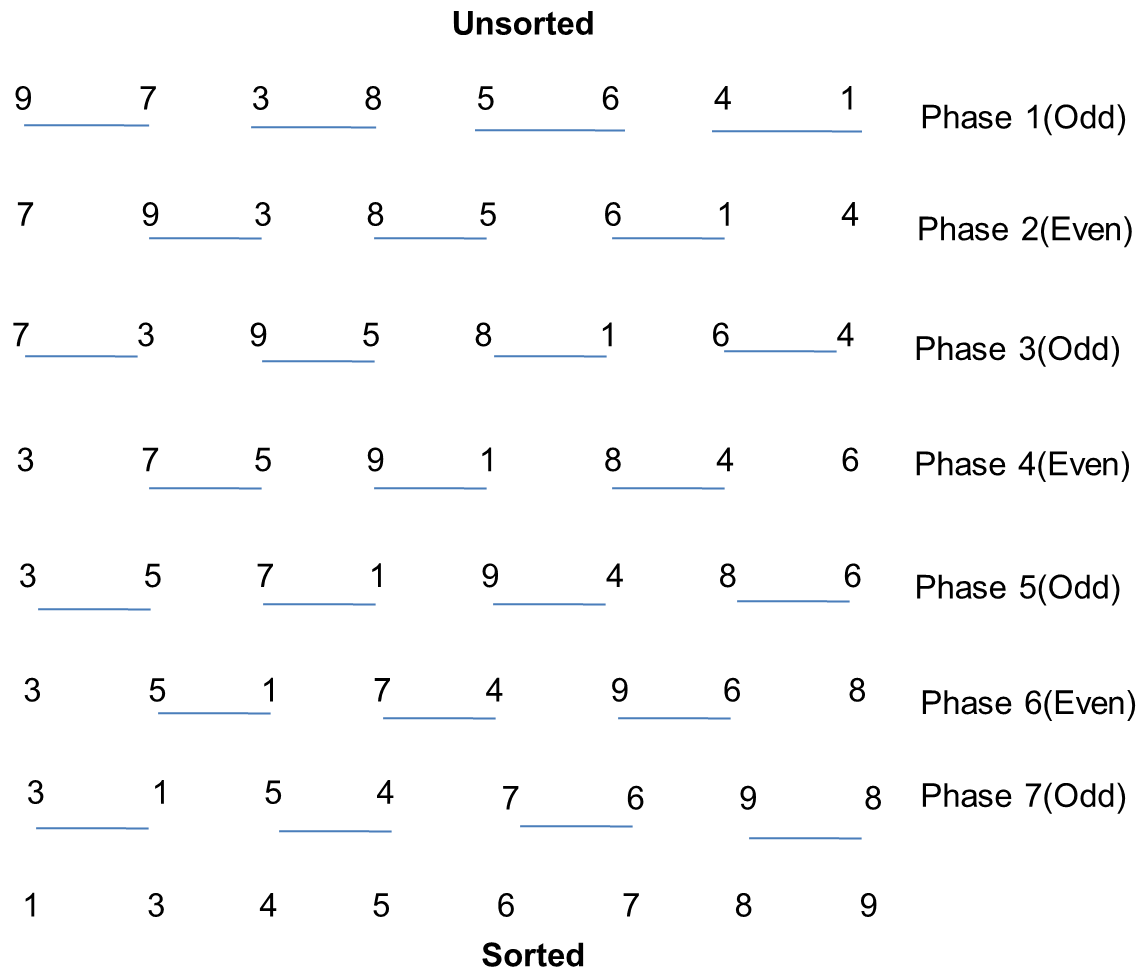 Unsorted
9 7 3 8 5 6 4 1 Phase 1(Odd)
7 9 3 8 5 6 1 4 Phase 2(Even)
7 3 9 5 8 1 6 4 Phase 3(Odd)
3 7 5 9 1 8 4 6 Phase 4(Even)
3 5 7 1 9 4 8 6 Phase 5(Odd)
3 5 1 7 4 9 6 8 Phase 6(Even)
3 1 5 4 7 6 9 8 Phase 7(Odd)
1 3 4 5 6 7 8 9
Sorted